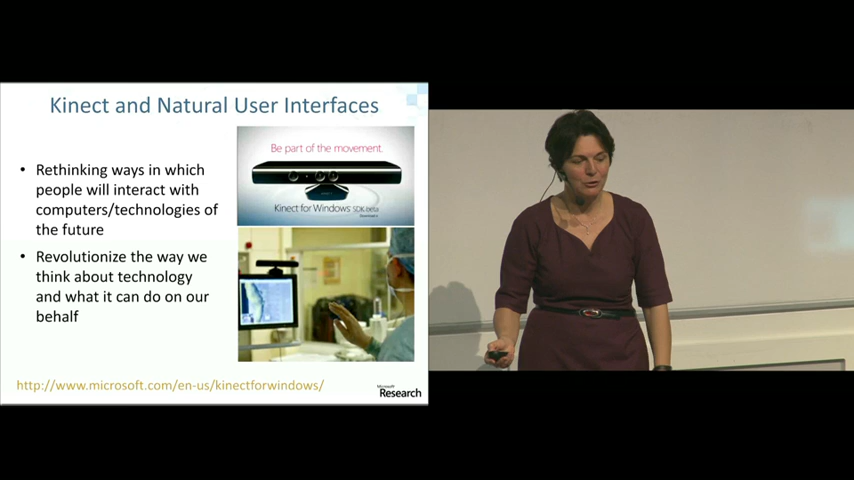 Kinect and Natural User Interfaces
• Rethinking ways in which
people will interact with
computers/technologies of
the future
• Revolutionize the way we
think about technology
and what it can do on our
behalf
Be part of the movement.
Kinect for Windows SDK beta
http://www.microsoft.com/en-us/kinectforwindows/
Microsoft
Research